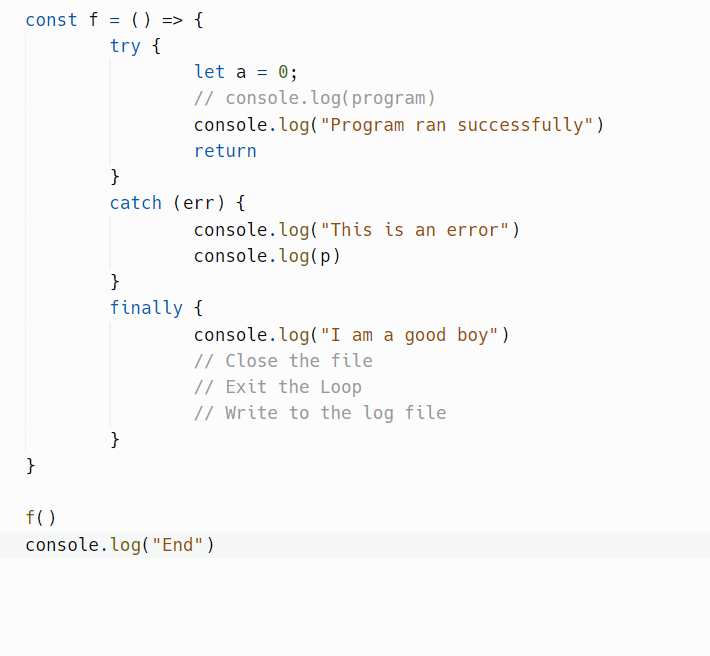 const f = () => {
try {
let a = 0;
// console.log(program)
console.log("Program ran successfully")
return
}
catch (err) {
console.log("This is an error")
console.log(p)
}
finally {
console.log("I am a good boy")
// Close the file
// Exit the Loop
// Write to the log file
}
}
f()
console.log("End")